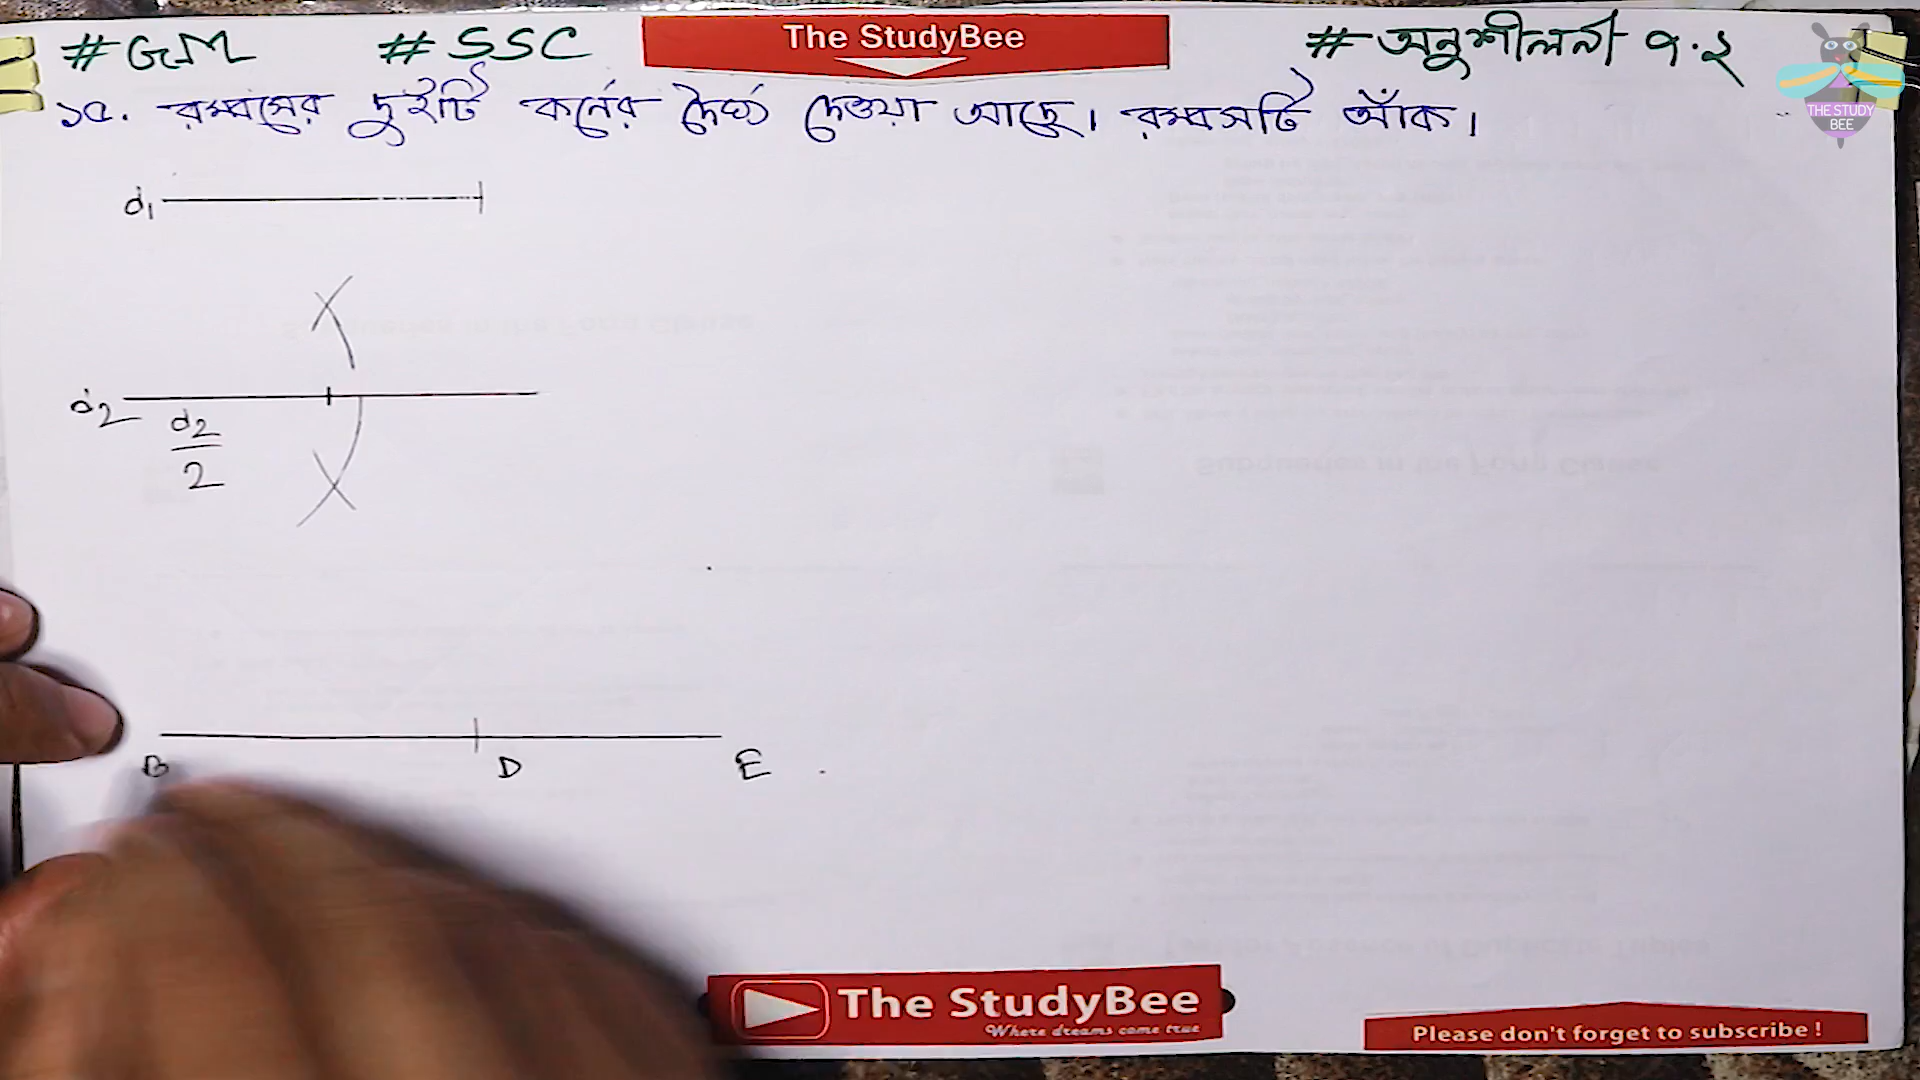 #GM #SSC The StudyBee #অনুশীলনী ৭.২
১৫. রম্বসের দুইটি কর্নের দৈর্ঘ্য দেওয়া আছে। রম্বসটি আঁক।
THE STUDY
BEE
d1
d2
d2
2
B D E
The StudyBee
Where dreams come true
Please don't forget to subscribe !